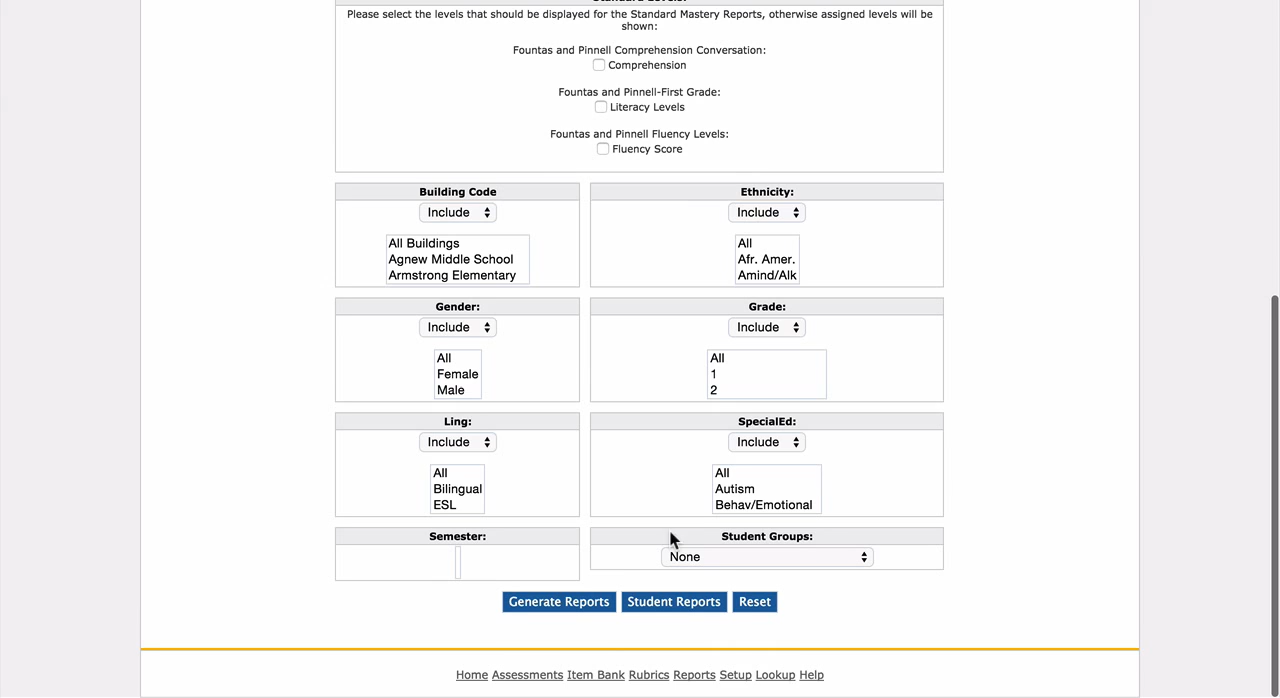 Standard Levels:
Please select the levels that should be displayed for the Standard Mastery Reports, otherwise assigned levels will be
shown:
Fountas and Pinnell Comprehension Conversation:
Comprehension
Fountas and Pinnell-First Grade:
Literacy Levels
Fountas and Pinnell Fluency Levels:
Fluency Score
Building Code
Include
All Buildings
Agnew Middle School
Armstrong Elementary
Ethnicity:
Include
All
Afr. Amer.
Amind/Alk
Gender:
Include
All
Female
Male
Grade:
Include
All
1
2
Ling:
Include
All
Bilingual
ESL
SpecialEd:
Include
All
Autism
Behav/Emotional
Semester:
Student Groups:
None
Generate Reports Student Reports Reset
Home Assessments Item Bank Rubrics Reports Setup Lookup Help